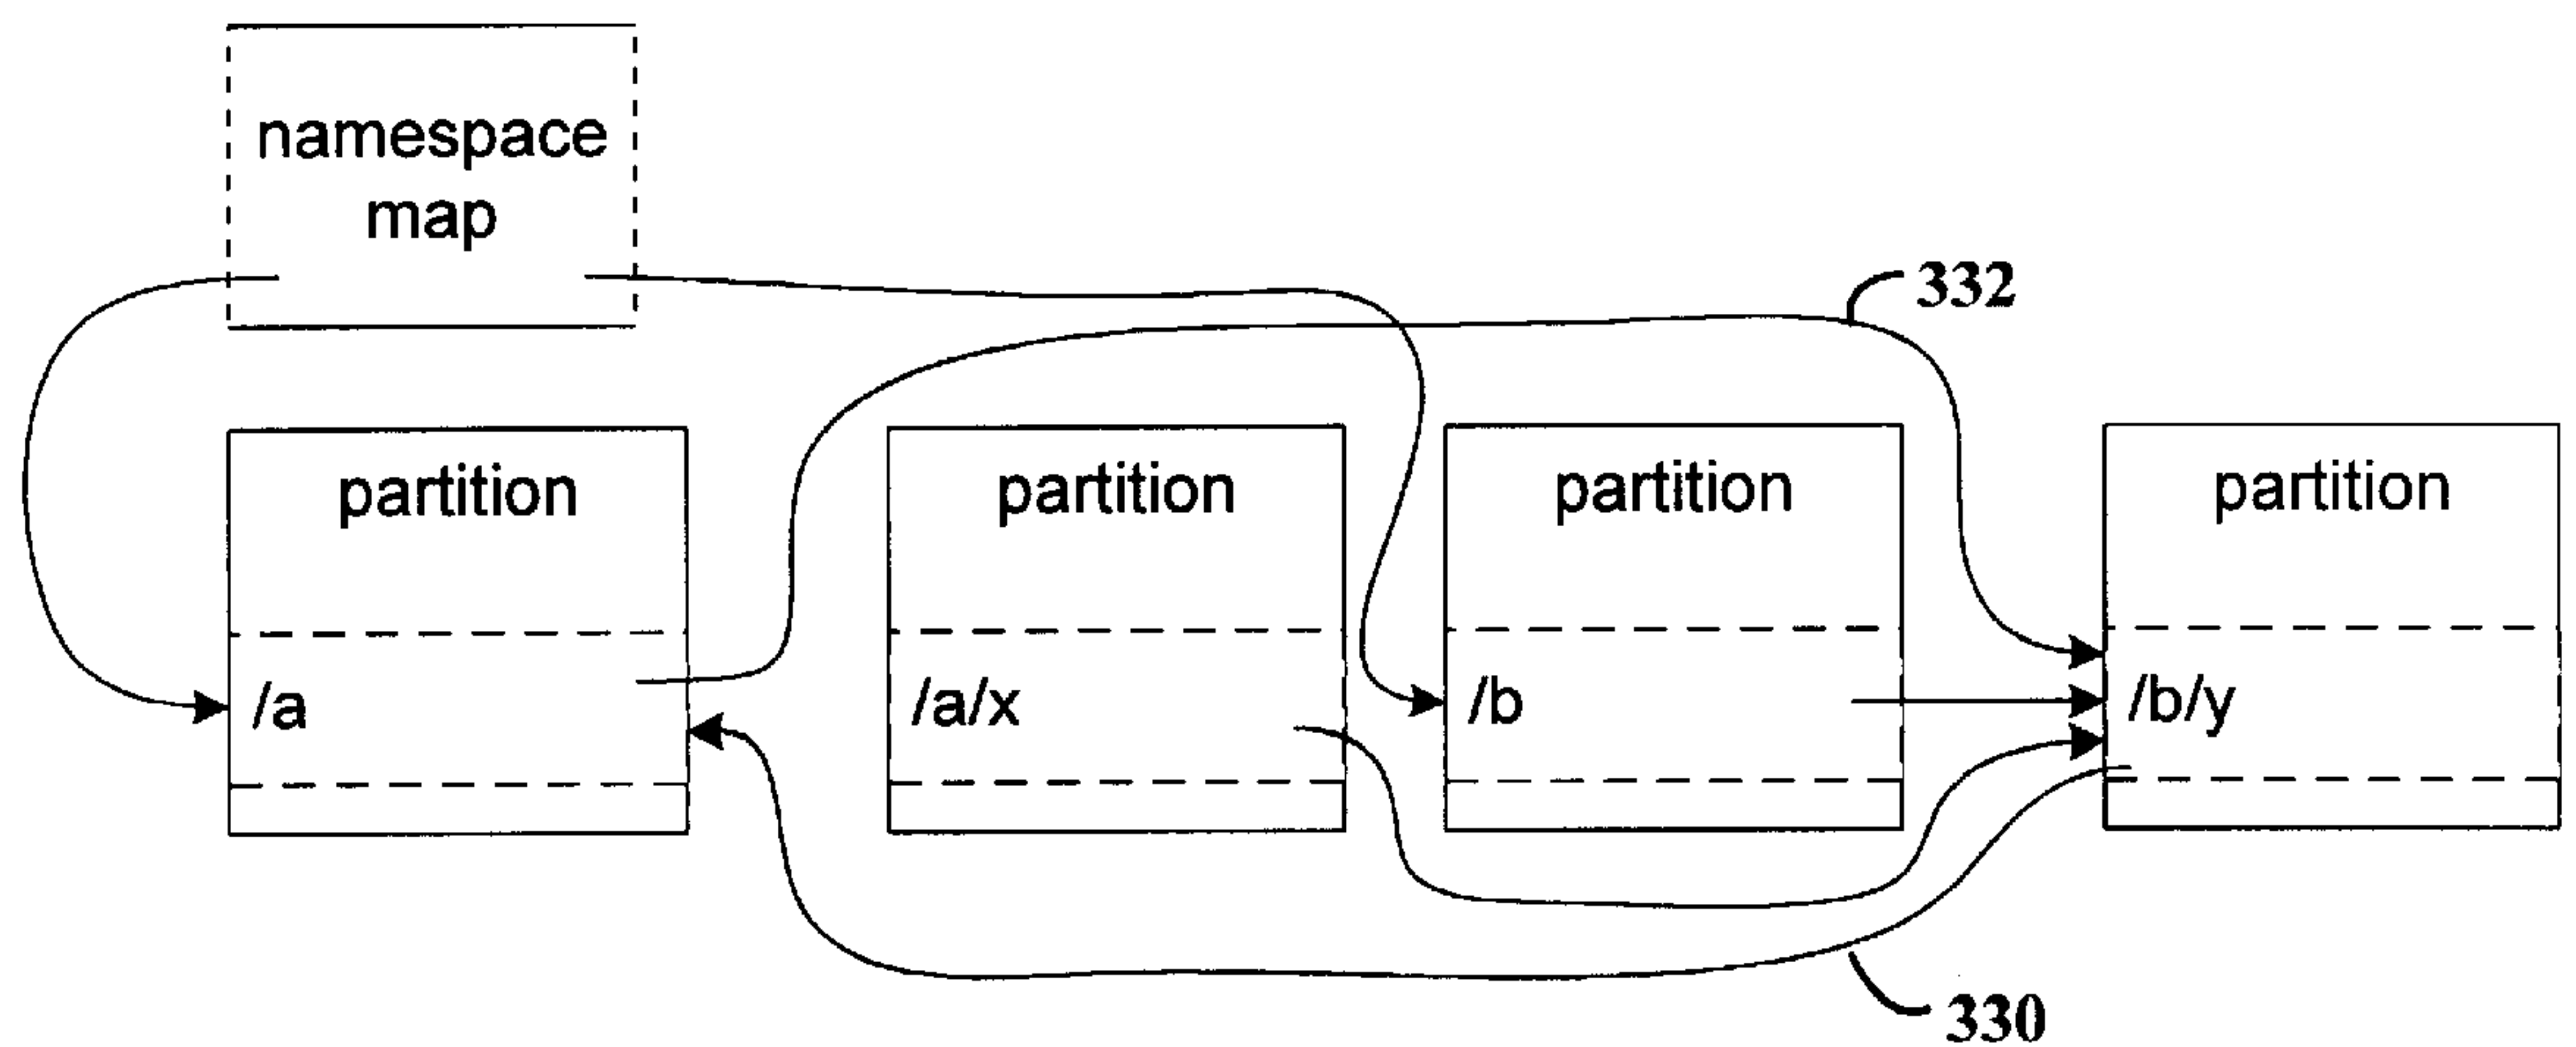 namespace
map
332
partition
partition
partition
partition
/a
/a/x
/b
/b/y
330